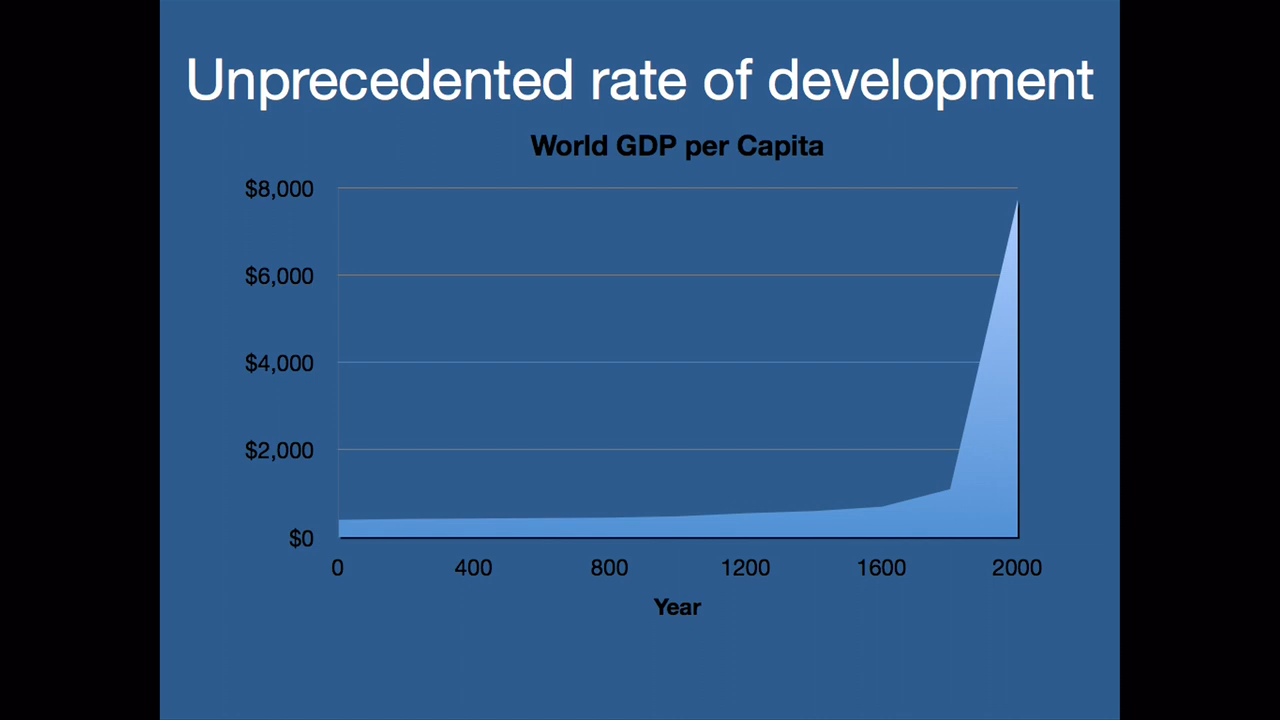 Unprecedented rate of development
World GDP per Capita
$8,000
$6,000
$4,000
$2,000
$0
0 400 800 1200 1600 2000
Year